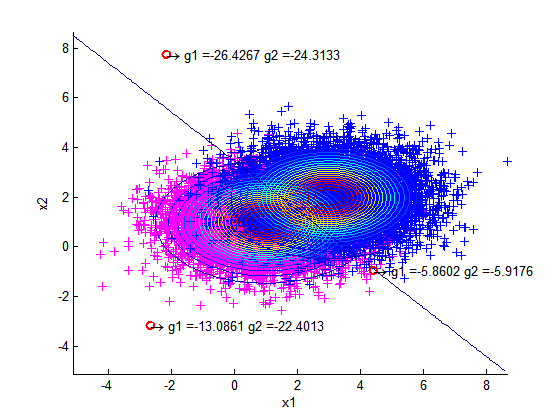 8
→ g1 =-26.4267 g2 =-24.3133
6
4
x2
2
0
→ g1 =-5.8602 g2 =-5.9176
-2
→ g1 =-13.0861 g2 =-22.4013
-4
-4 -2 0 2 4 6 8
x1